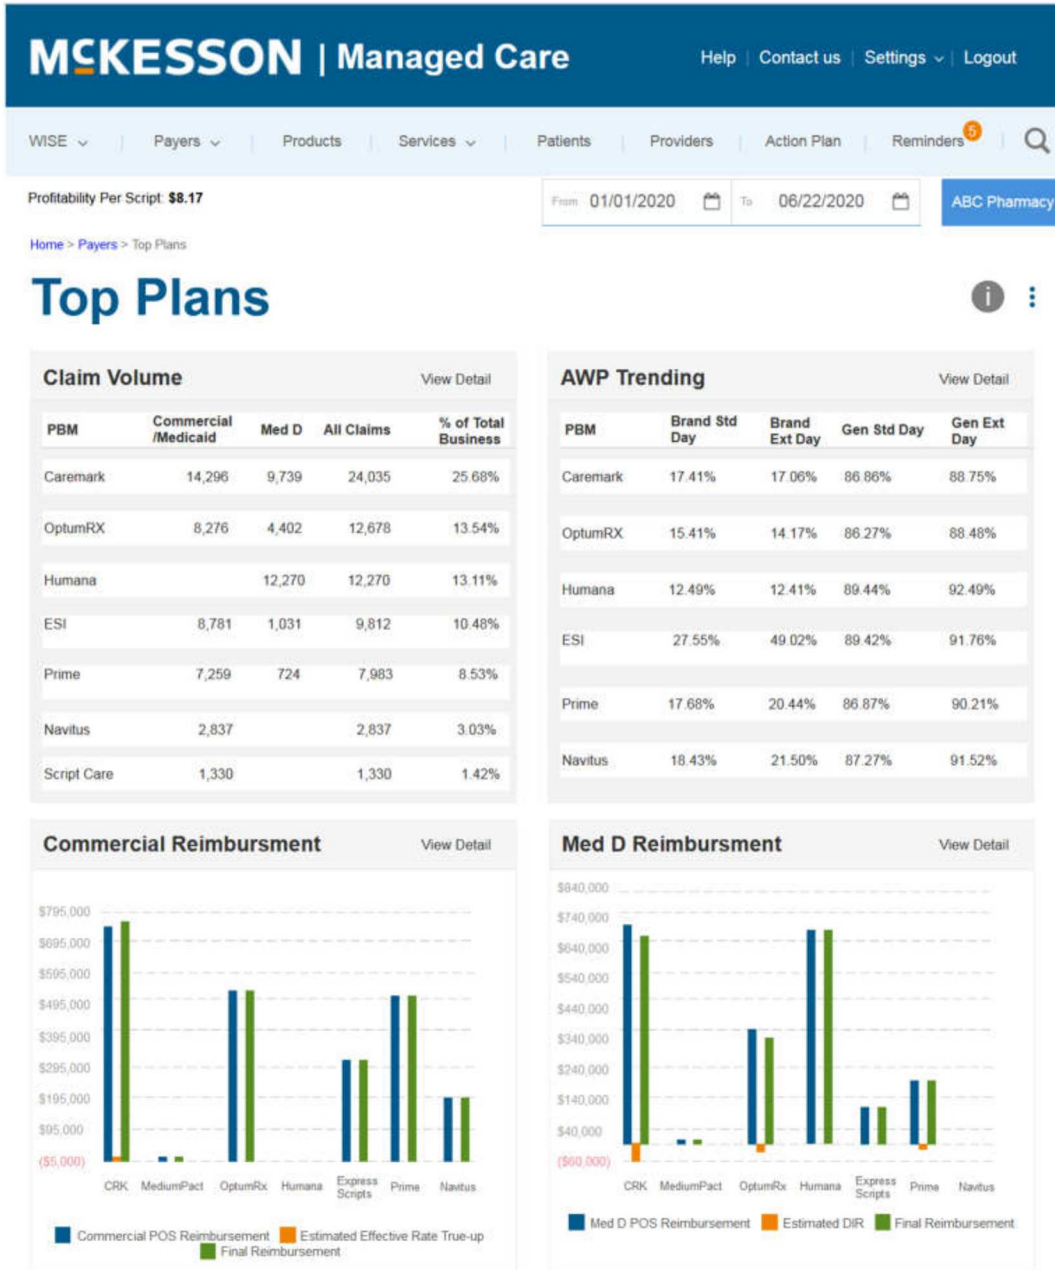 MCKESSON | Managed Care
Help | Contact us | Settings | Logout
WISE | Payers | Products | Services | Patients | Providers | Action Plan | Reminders 5
Profitability Per Script: $8.17
From 01/01/2020 To 06/22/2020 ABC Pharmacy
Home > Payers > Top Plans
Top Plans
i
Claim Volume View Detail
PBM Commercial /Medicaid Med D All Claims % of Total Business
Caremark 14,296 9,739 24,035 25.68%
OptumRX 8,276 4,402 12,678 13.54%
Humana 12,270 12,270 13.11%
ESI 8,781 1,031 9,812 10.48%
Prime 7,259 724 7,983 8.53%
Navitus 2,837 2,837 3.03%
Script Care 1,330 1,330 1.42%
AWP Trending View Detail
PBM Brand Std Day Brand Ext Day Gen Std Day Gen Ext Day
Caremark 17.41% 17.06% 86.86% 88.75%
OptumRX 15.41% 14.17% 86.27% 88.48%
Humana 12.49% 12.41% 89.44% 92.49%
ESI 27.55% 49.02% 89.42% 91.76%
Prime 17.68% 20.44% 86.87% 90.21%
Navitus 18.43% 21.50% 87.27% 91.52%
Commercial Reimbursment View Detail
$795,000
$695,000
$595,000
$495,000
$395,000
$295,000
$195,000
$95,000
($5,000)
CRK MediumPact OptumRx Humana Express Scripts Prime Navitus
Commercial POS Reimbersement Estimated Effective Rate True-up
Final Reimbursement
Med D Reimbursment View Detail
$840,000
$740,000
$640,000
$540,000
$440,000
$340,000
$240,000
$140,000
$40,000
($60,000)
CRK MediumPact OptumRx Humana Express Scripts Prime Navitus
Med D POS Reimbursement Estimated DIR Final Reimbursement